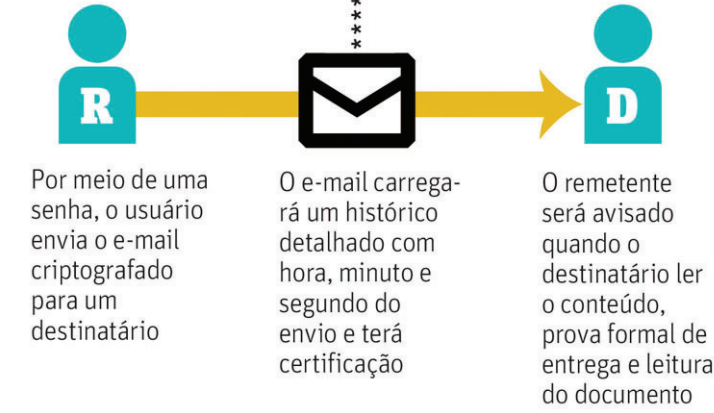 ****
R
D
Por meio de uma
senha, o usuário
envia o e-mail
criptografado
para um
destinatário
O e-mail carrega-
rá um histórico
detalhado com
hora, minuto e
segundo do
envio e terá
certificação
O remetente
será avisado
quando o
destinatário ler
o conteúdo,
prova formal de
entrega e leitura
do documento